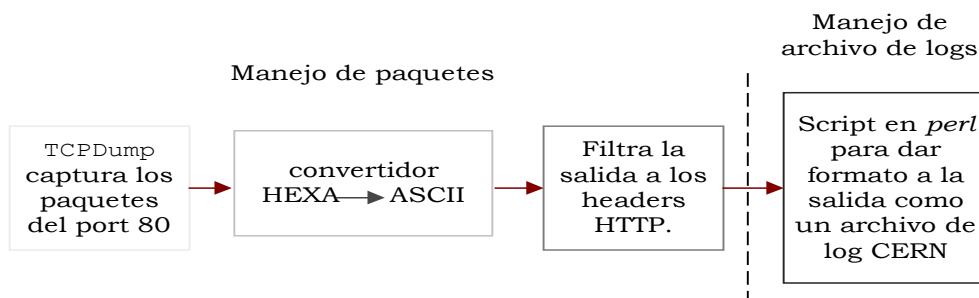 Manejo de
archivo de logs
Manejo de paquetes
TCPDump
captura los
paquetes
del port 80
convertidor
HEXA ASCII
Filtra la
salida a los
headers
HTTP.
Script en perl
para dar
formato a la
salida como
un archivo de
log CERN